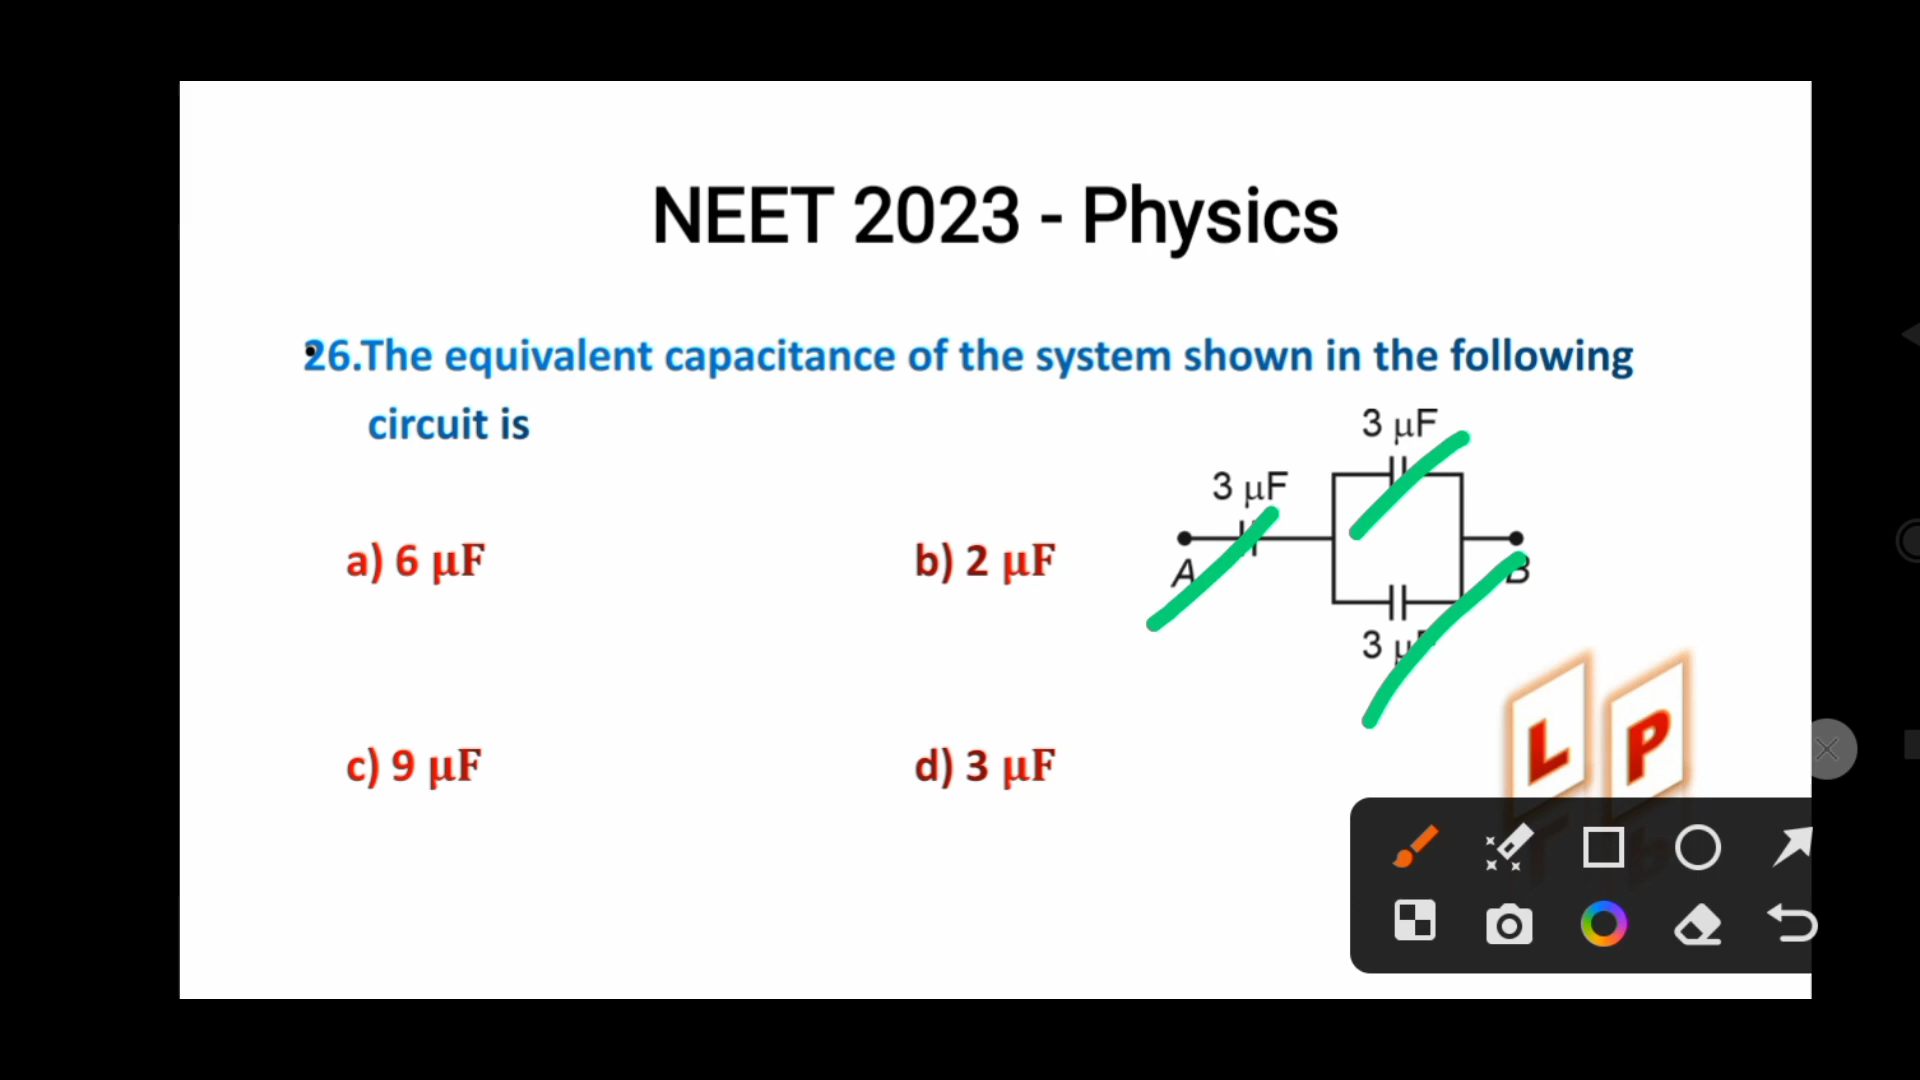 NEET 2023 - Physics
26.The equivalent capacitance of the system shown in the following
circuit is
3 μF
3 μF
A
B
3 μF
a) 6 μF
b) 2 μF
c) 9 μF
d) 3 μF
L P